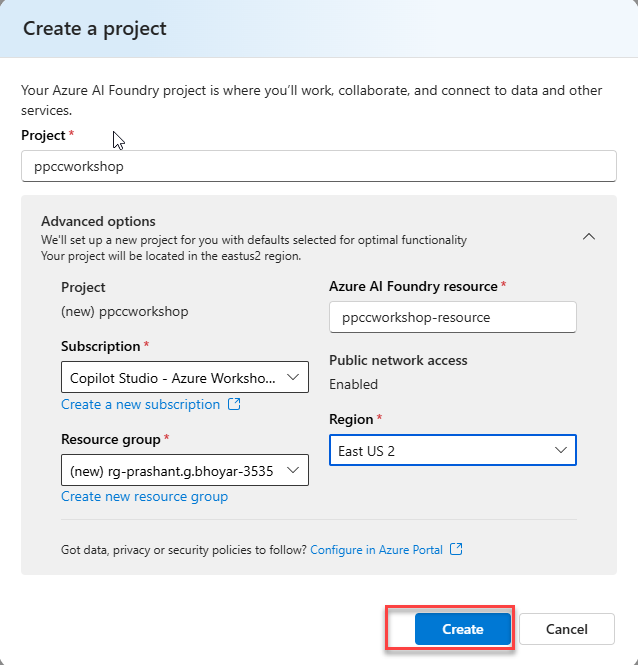 Create a project
Your Azure AI Foundry project is where you'll work, collaborate, and connect to data and other
services.
Project *
ppccworkshop
Advanced options
We'll set up a new project for you with defaults selected for optimal functionality
Your project will be located in the eastus2 region.
Project
(new) ppccworkshop
Azure AI Foundry resource *
ppccworkshop-resource
Subscription *
Copilot Studio - Azure Worksho...
Create a new subscription
Public network access
Enabled
Resource group *
(new) rg-prashant.g.bhoyar-3535
Create new resource group
Region *
East US 2
Got data, privacy or security policies to follow? Configure in Azure Portal
Create
Cancel